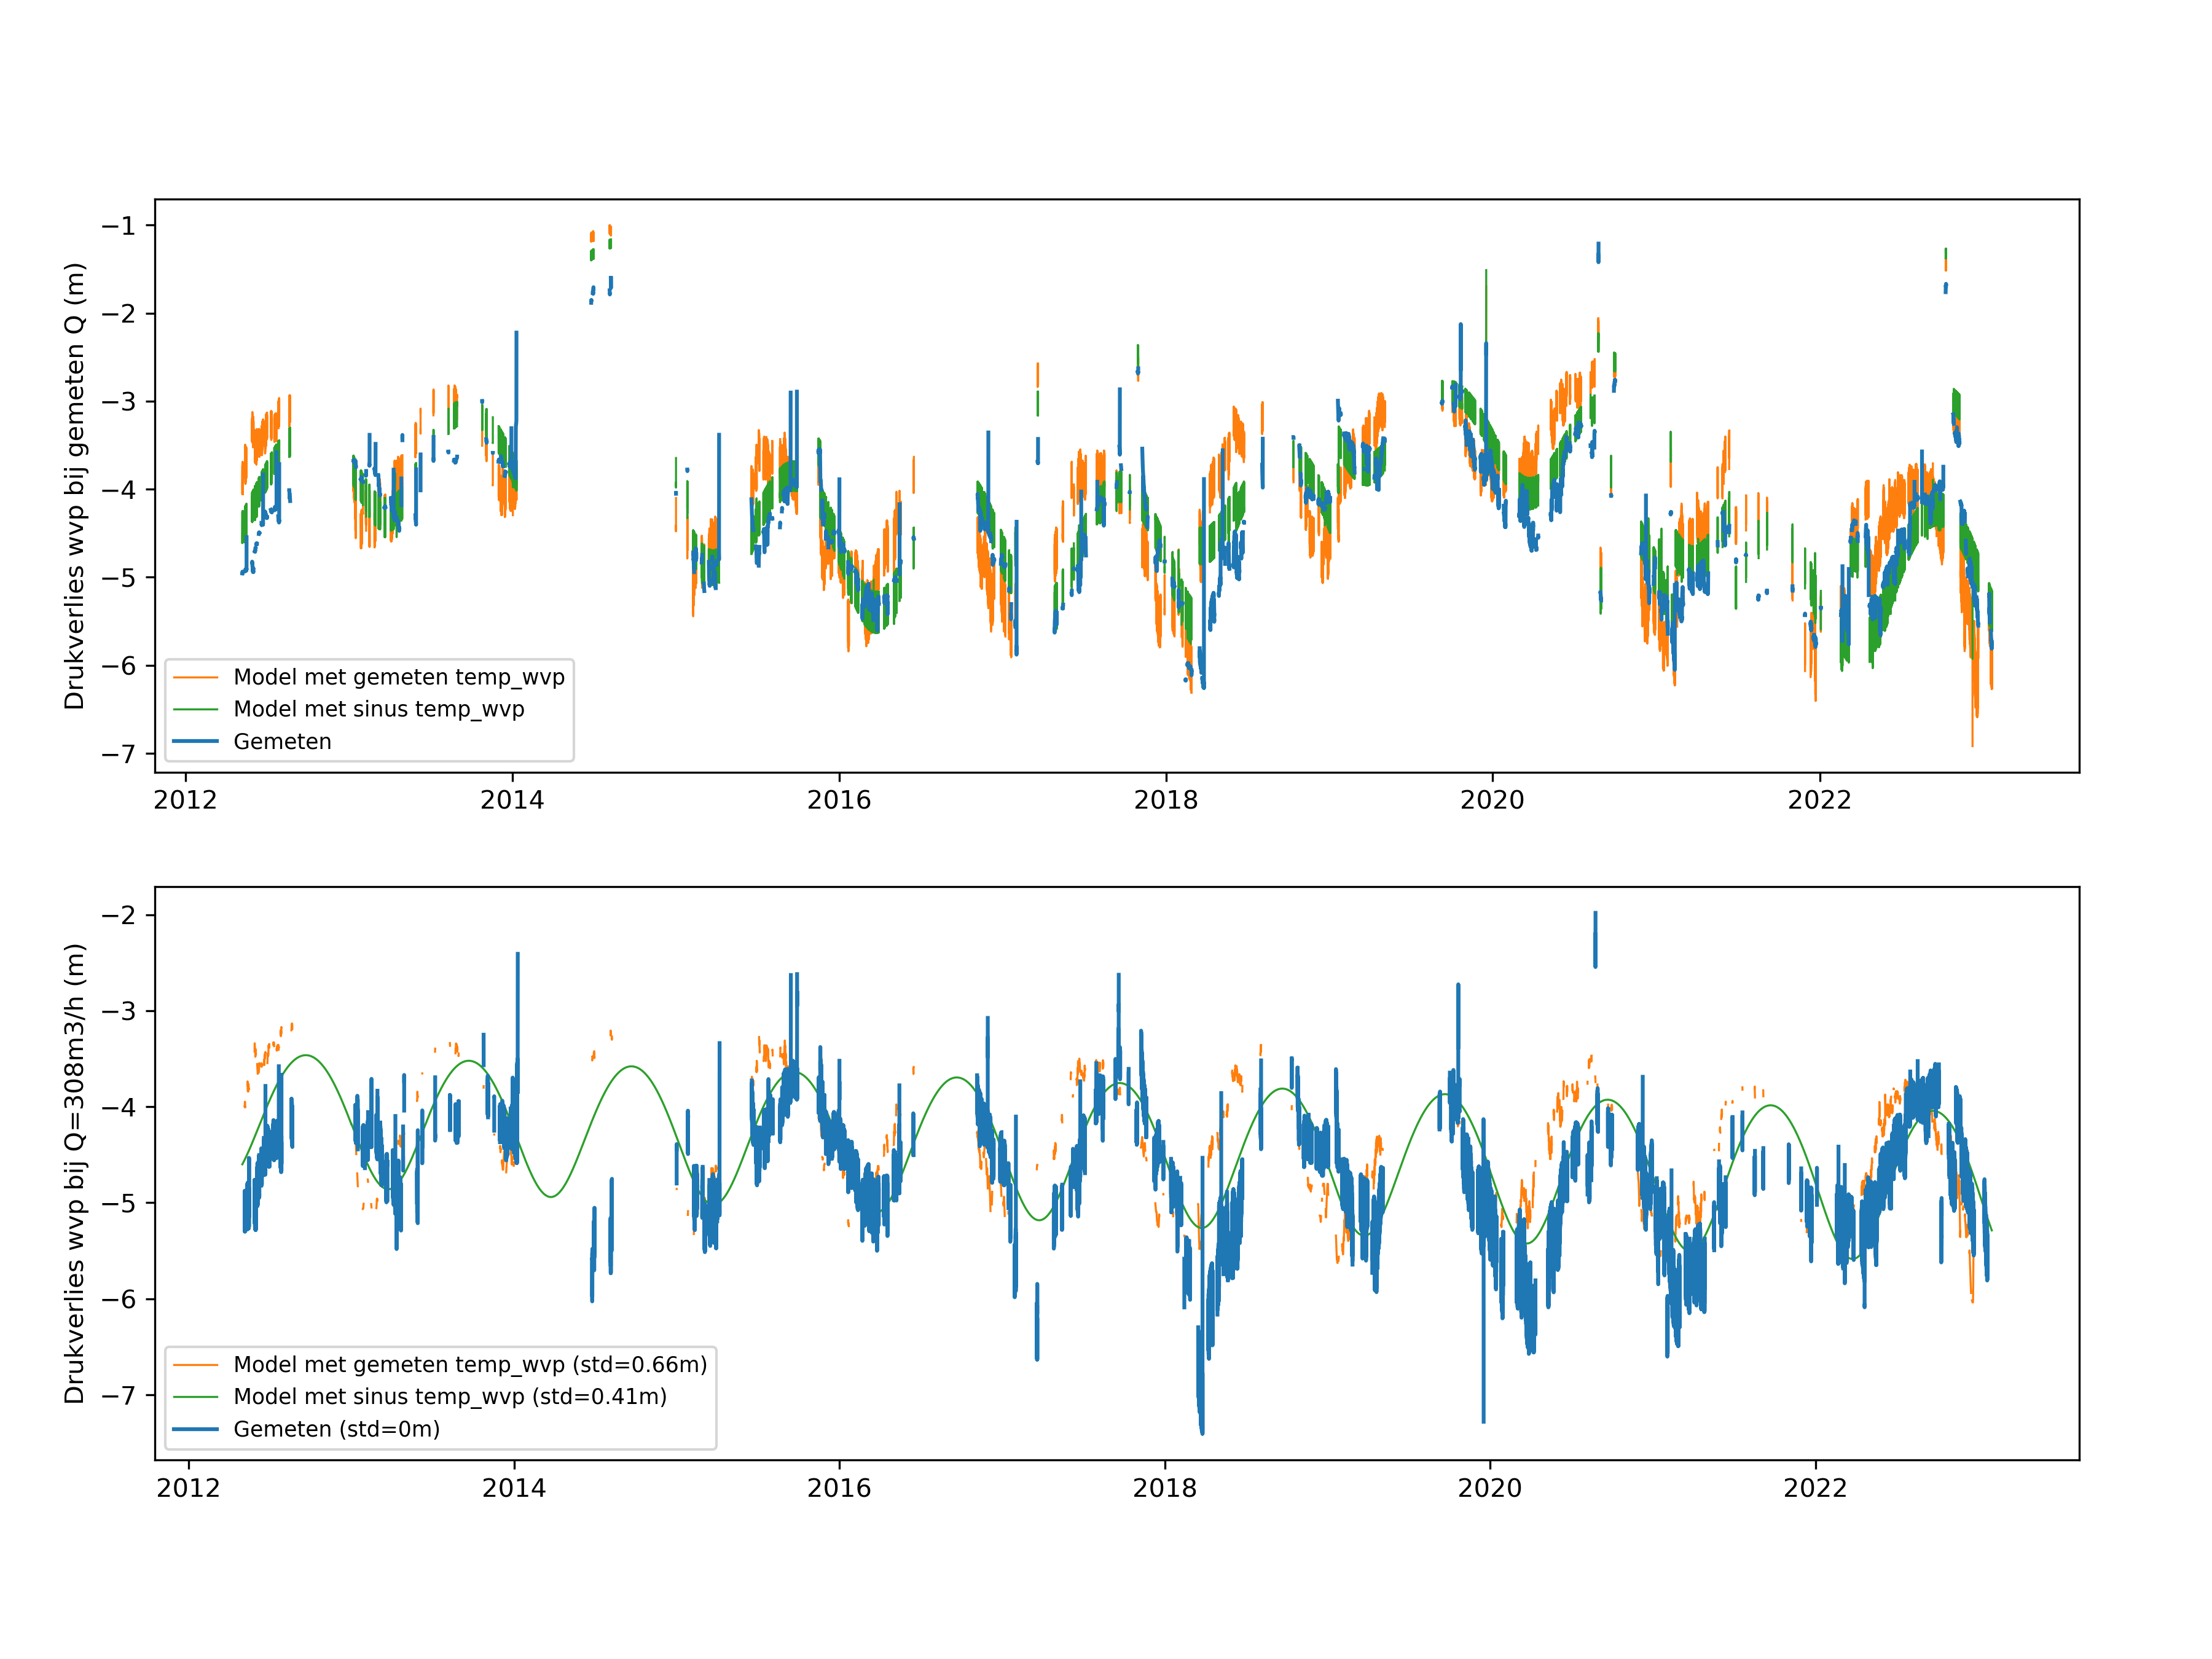 Drukverlies wvp bij gemeten Q (m)
−1
−2
−3
−4
−5
−6
−7
Model met gemeten temp_wvp
Model met sinus temp_wvp
Gemeten
2012 2014 2016 2018 2020 2022
Drukverlies wvp bij Q=308m3/h (m)
−2
−3
−4
−5
−6
−7
Model met gemeten temp_wvp (std=0.66m)
Model met sinus temp_wvp (std=0.41m)
Gemeten (std=0m)
2012 2014 2016 2018 2020 2022